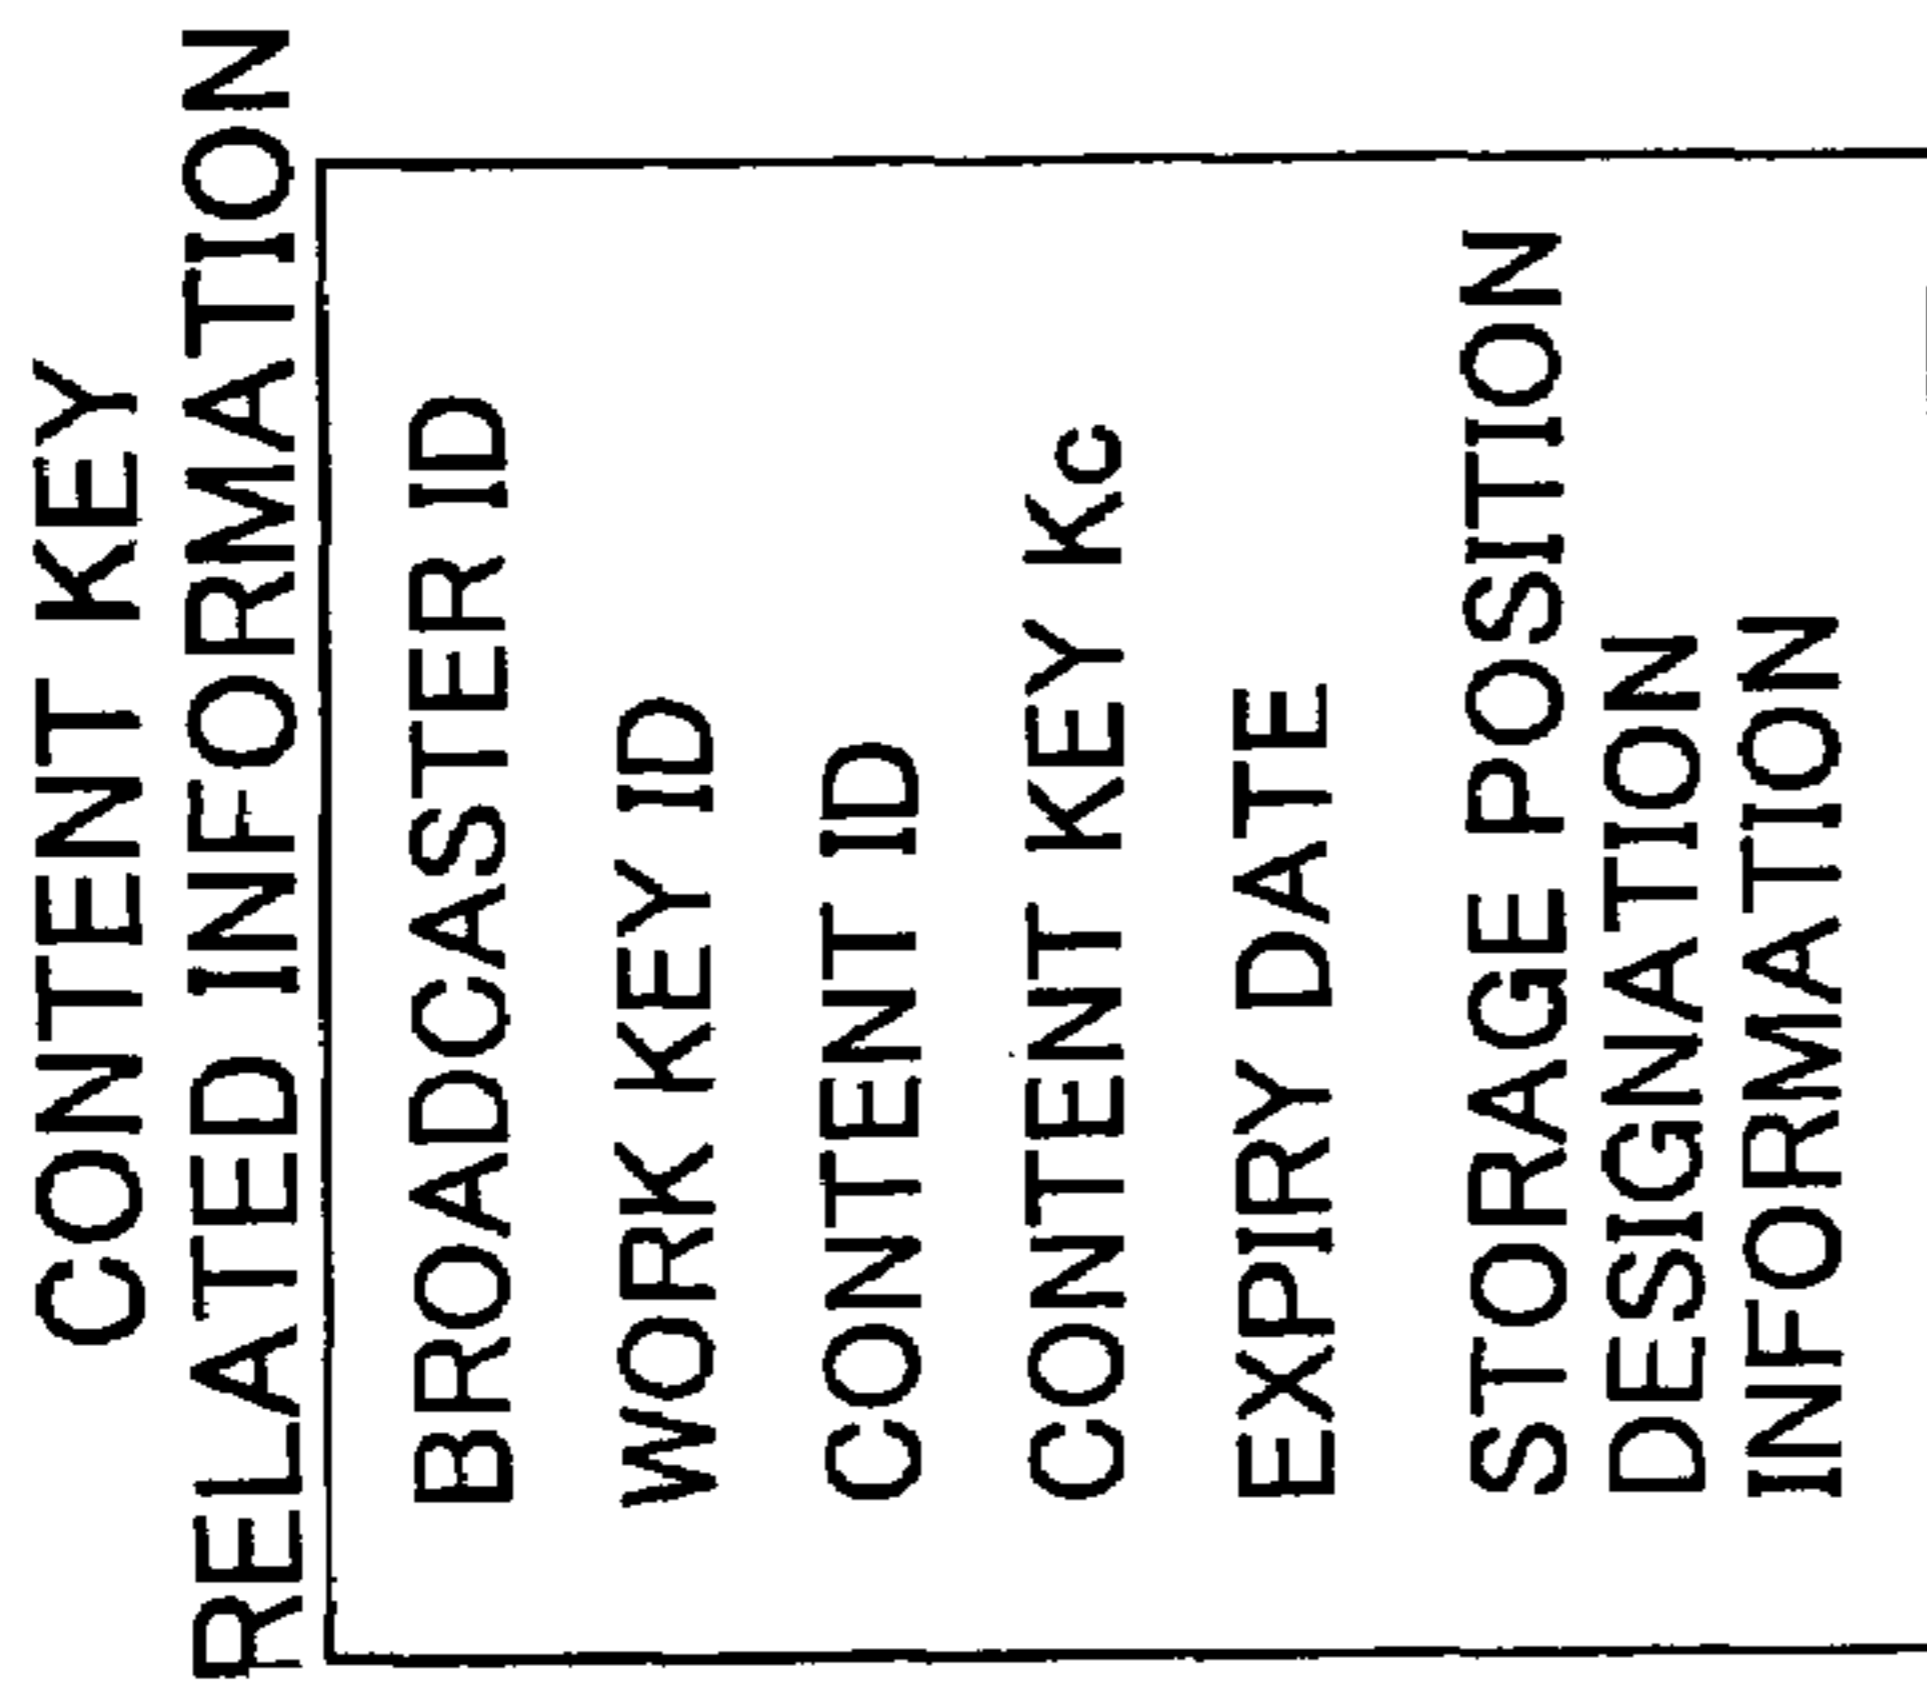 CONTENT KEY
RELATED INFORMATION
BROADCASTER ID
WORK KEY ID
CONTENT ID
CONTENT KEY Kc
EXPIRY DATE
STORAGE POSITION
DESIGNATION
INFORMATION